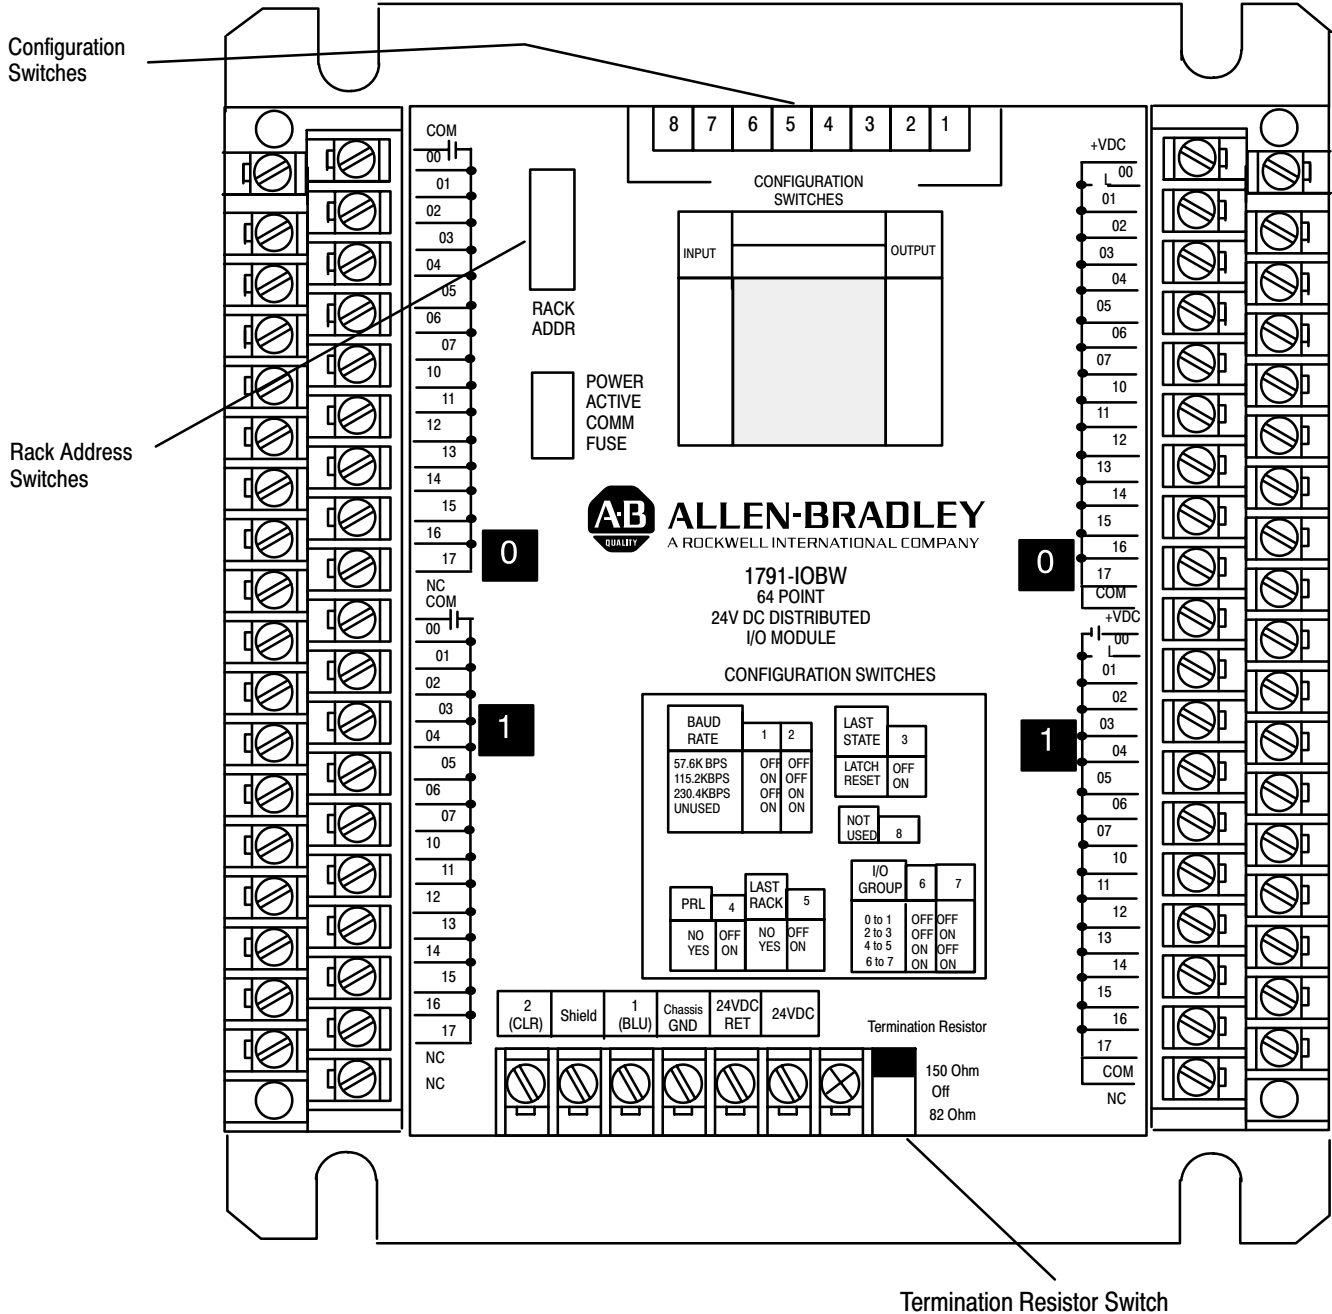 Configuration
Switches
8 7 6 5 4 3 2 1
CONFIGURATION
SWITCHES
INPUT
OUTPUT
RACK
ADDR
POWER
ACTIVE
COMM
FUSE
Rack Address
Switches
COM
00
01
02
03
04
05
06
07
10
11
12
13
14
15
16
17
NC
0
COM
00
01
02
03
04
05
06
07
10
11
12
13
14
15
16
17
NC
NC
1
A·B
QUALITY
ALLEN-BRADLEY
A ROCKWELL INTERNATIONAL COMPANY
1791-IOBW
64 POINT
24V DC DISTRIBUTED
I/O MODULE
CONFIGURATION SWITCHES
BAUD
RATE 1 2
57.6K BPS OFF OFF
115.2KBPS ON OFF
230.4KBPS OFF ON
UNUSED ON ON
LAST
STATE 3
LATCH OFF
RESET ON
NOT
USED 8
PRL 4
NO OFF
YES ON
LAST
RACK 5
NO OFF
YES ON
I/O
GROUP 6 7
0 to 1 OFF OFF
2 to 3 OFF ON
4 to 5 ON OFF
6 to 7 ON ON
+VDC
00
01
02
03
04
05
06
07
10
11
12
13
14
15
16
17
COM
0
+VDC
00
01
02
03
04
05
06
07
10
11
12
13
14
15
16
17
COM
NC
1
2
(CLR)
Shield
1
(BLU)
Chassis
GND
24VDC
RET
24VDC
Termination Resistor
150 Ohm
Off
82 Ohm
Termination Resistor Switch